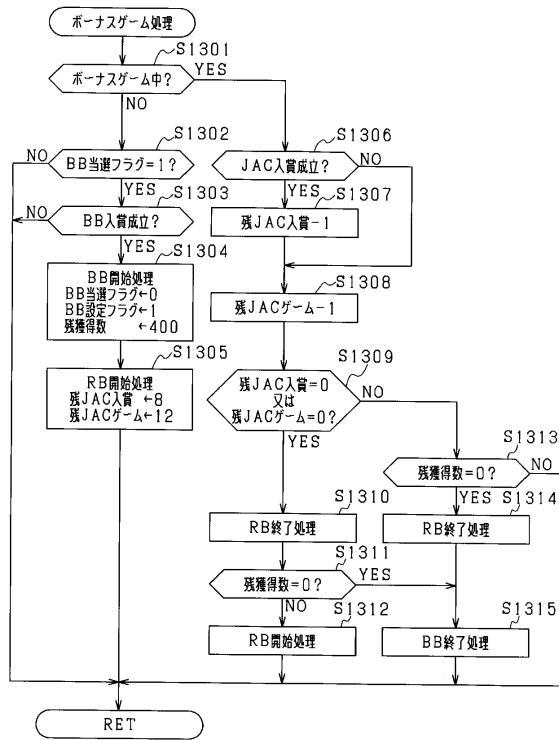 ボーナスゲーム処理
S1301
ボーナスゲーム中?
YES
NO
S1302
NO
BB当選フラグ=1?
YES
S1303
NO
BB入賞成立?
YES
S1304
BB開始処理
BB当選フラグ←0
BB設定フラグ←1
残獲得数 ←400
S1305
RB開始処理
残JAC入賞 ←8
残JACゲーム←12
S1306
JAC入賞成立?
NO
YES
S1307
残JAC入賞-1
S1308
残JACゲーム-1
S1309
残JAC入賞=0
又は
残JACゲーム=0?
NO
YES
S1313
残獲得数=0?
NO
YES
S1310
RB終了処理
S1314
RB終了処理
S1311
残獲得数=0?
YES
NO
S1312
RB開始処理
S1315
BB終了処理
RET